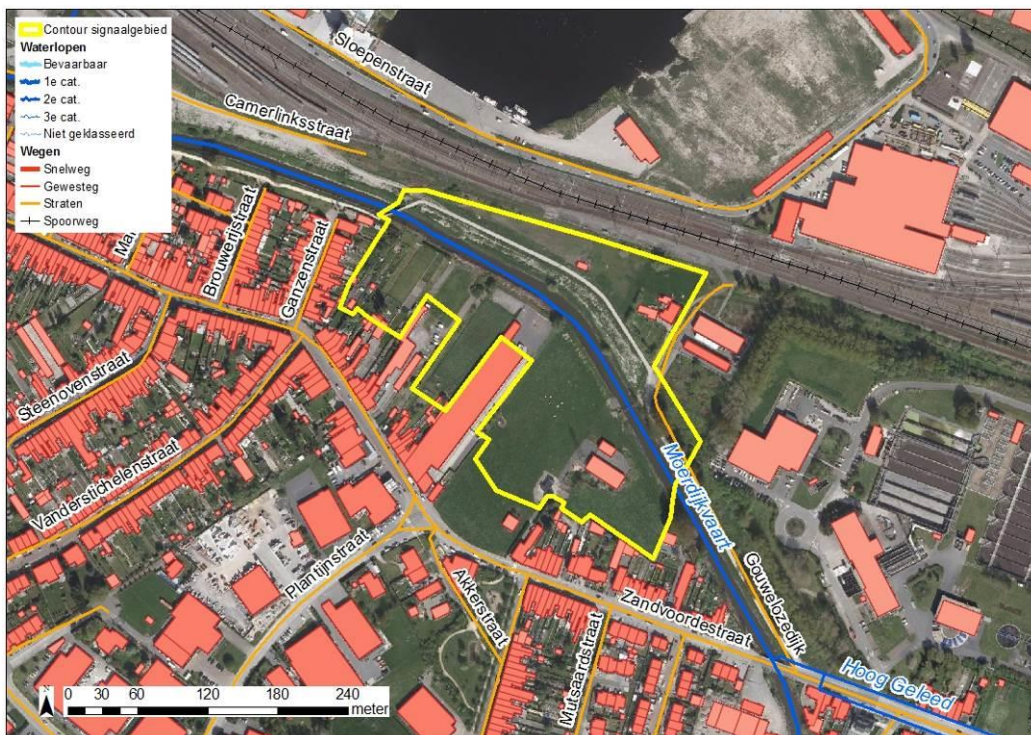 Contour signaalgebied
Waterlopen
Bevaarbaar
1e cat.
2e cat.
3e cat.
Niet geklasseerd
Wegen
Snelweg
Gewesteg
Straten
Spoorweg
Sloepenstraat
Camerlinksstraat
Mar
Brouwerijstraat
Ganzenstraat
Steenovenstraat
Vanderstichelenstraat
Plantijnstraat
Akkerstraat
Mutsaardstraat
Zandvoordestraat
Moerdijkvaart
Gouwelozedijk
Hoog Geleed
N
0 30 60 120 180 240
meter